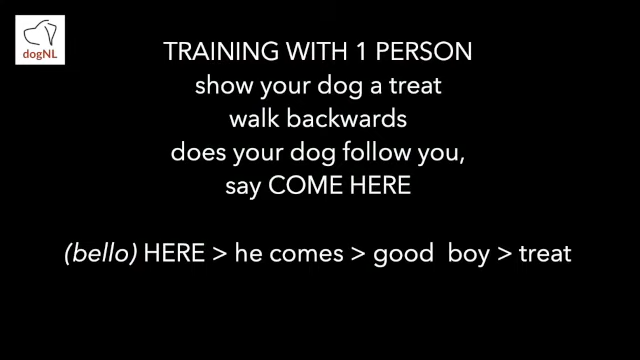 dogNL
TRAINING WITH 1 PERSON
show your dog a treat
walk backwards
does your dog follow you,
say COME HERE
(bello) HERE > he comes > good  boy > treat